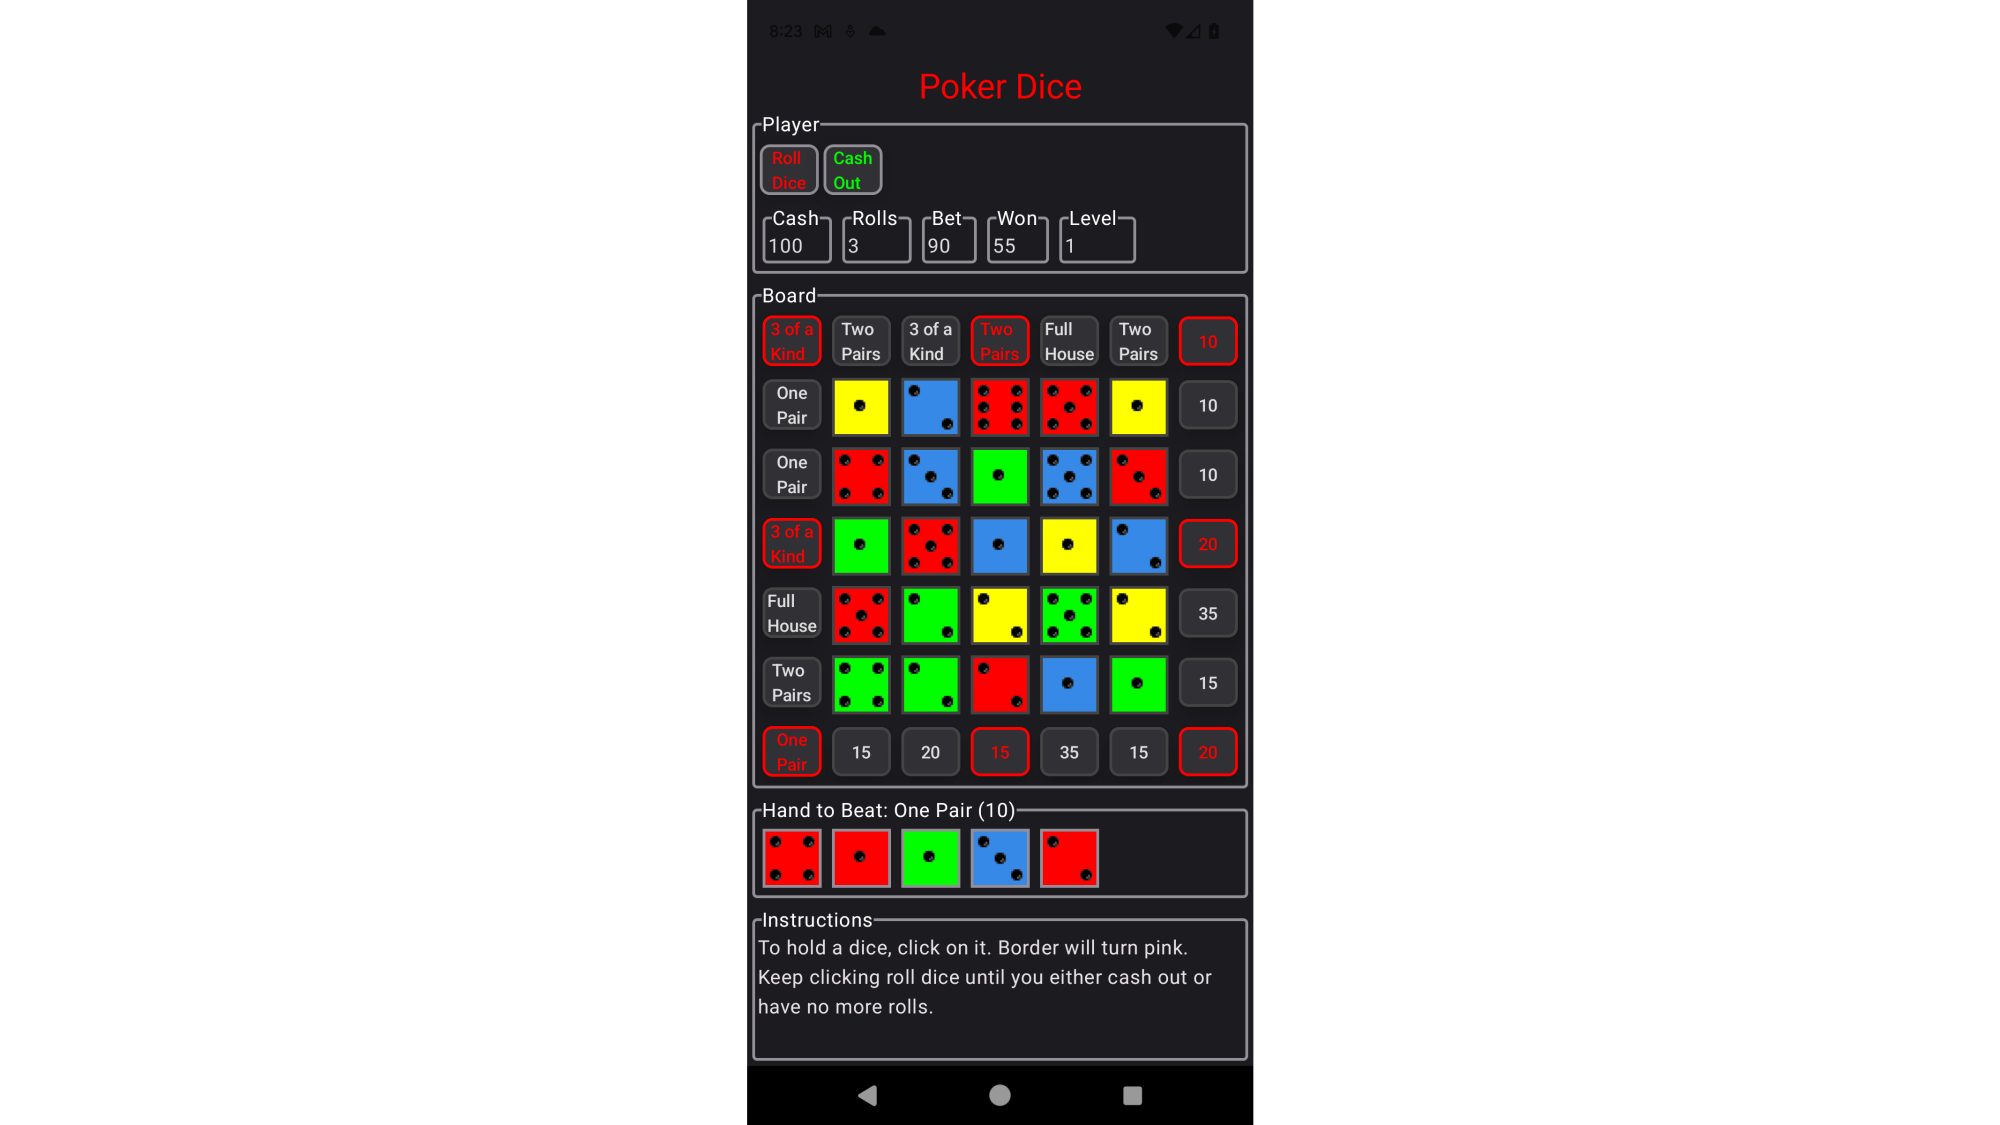 8:23
Poker Dice
Player
Roll
Dice
Cash
Out
Cash
Rolls
Bet
Won
Level
100
3
90
55
1
Board
3 of a
Kind
Two
Pairs
3 of a
Kind
Two
Pairs
Full
House
Two
Pairs
10
One
Pair
10
One
Pair
10
3 of a
Kind
20
Full
House
35
Two
Pairs
15
One
Pair
15
20
15
35
15
20
Hand to Beat: One Pair (10)
Instructions
To hold a dice, click on it. Border will turn pink.
Keep clicking roll dice until you either cash out or
have no more rolls.